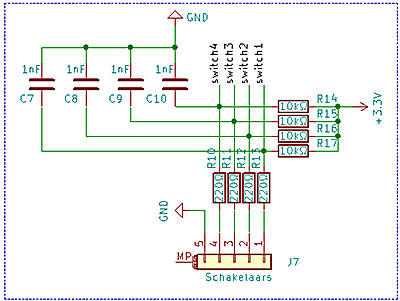 GND
switch4
switch3
switch2
switch1
1nF
1nF
1nF
1nF
C7
C8
C9
C10
10kΩ
R14
10kΩ
R15
10kΩ
R16
10kΩ
R17
+3.3V
R10
R11
R12
R13
220Ω
220Ω
220Ω
220Ω
GND
5
4
3
2
1
MP
J7
Schakelaars